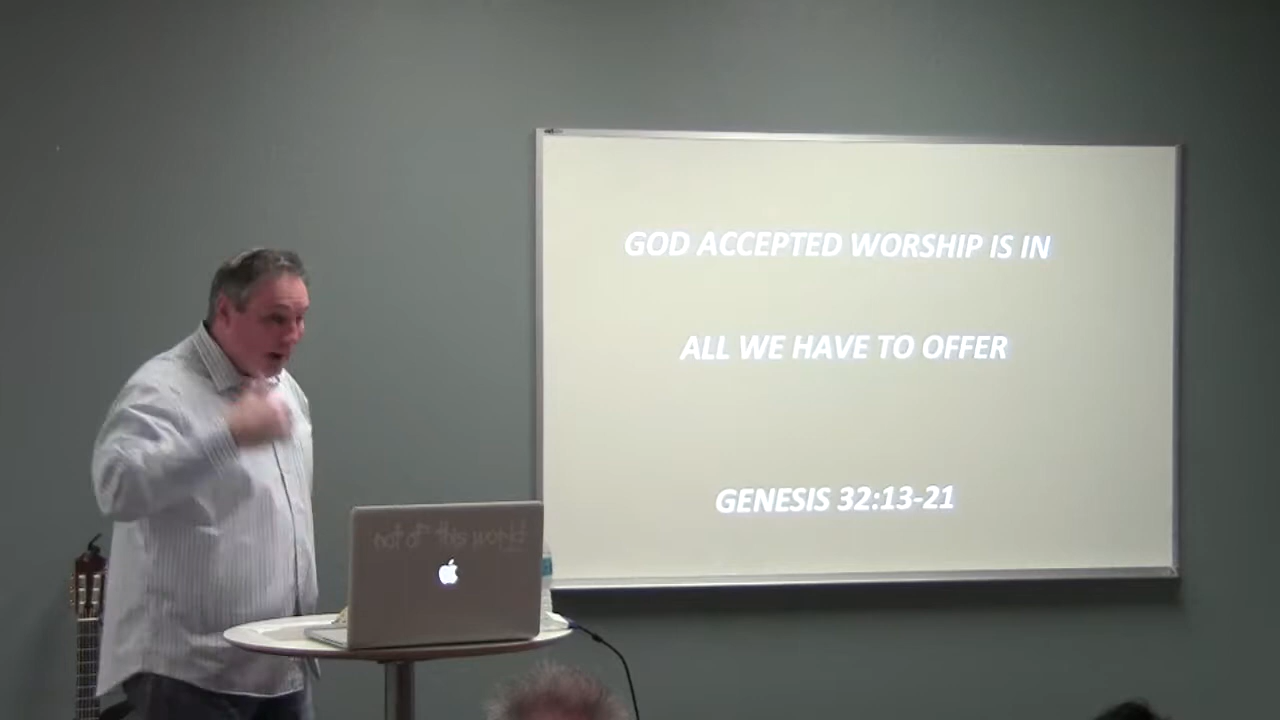 GOD ACCEPTED WORSHIP IS IN
ALL WE HAVE TO OFFER
GENESIS 32:13-21
not of this world